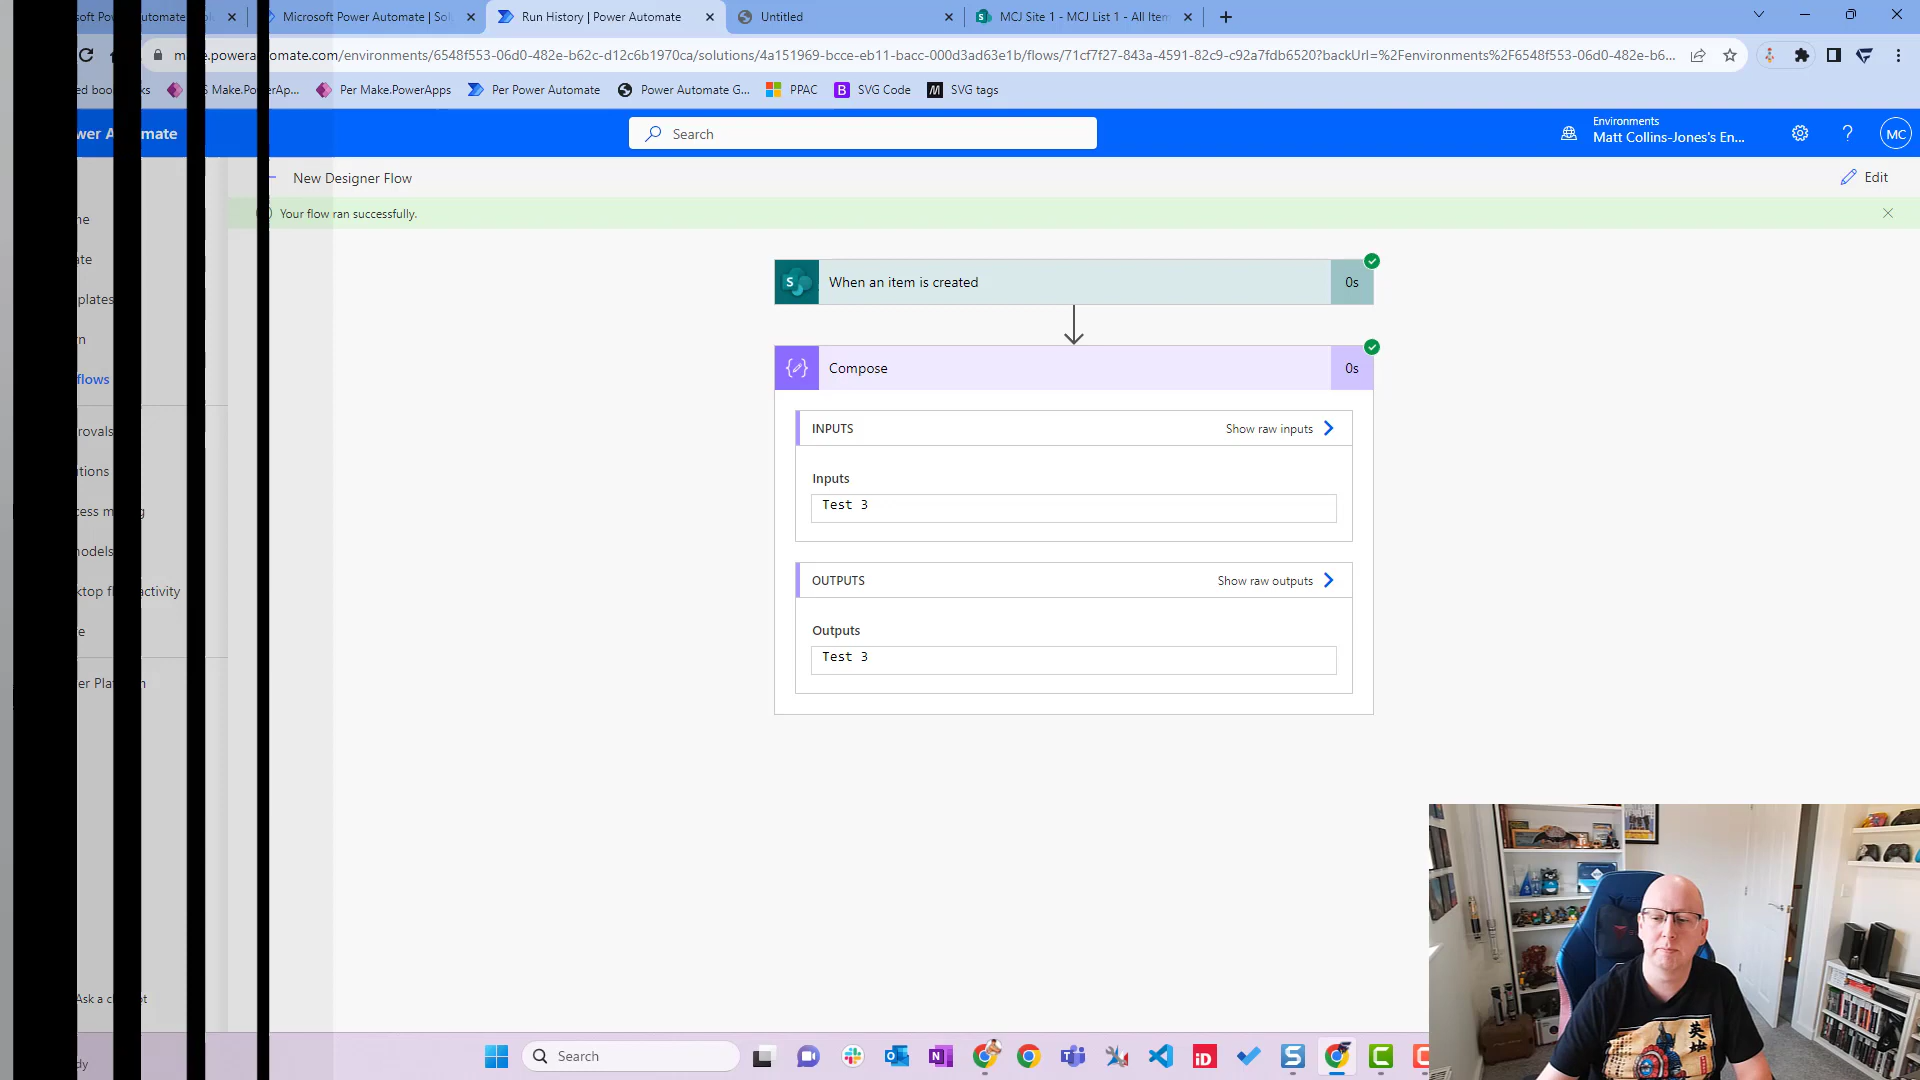 Microsoft Power Automate | Sol
Run History | Power Automate
Untitled
MCJ Site 1 - MCJ List 1 - All Item
/environments/6548f553-06d0-482e-b62c-d12c6b1970ca/solutions/4a151969-bcce-eb11-bacc-000d3ad63e1b/flows/71cf7f27-843a-4591-82c9-c92a7fdb6520?backUrl=%2Fenvironments%2F6548f553-06d0-482e-b6...
Per Make.PowerApps
Per Power Automate
Power Automate G...
PPAC
SVG Code
SVG tags
Search
Environments
Matt Collins-Jones's En...
MC
New Designer Flow
Edit
Your flow ran successfully.
When an item is created
0s
Compose
0s
INPUTS
Show raw inputs
Inputs
Test 3
OUTPUTS
Show raw outputs
Outputs
Test 3
flows
activity
Ask a ch
Search